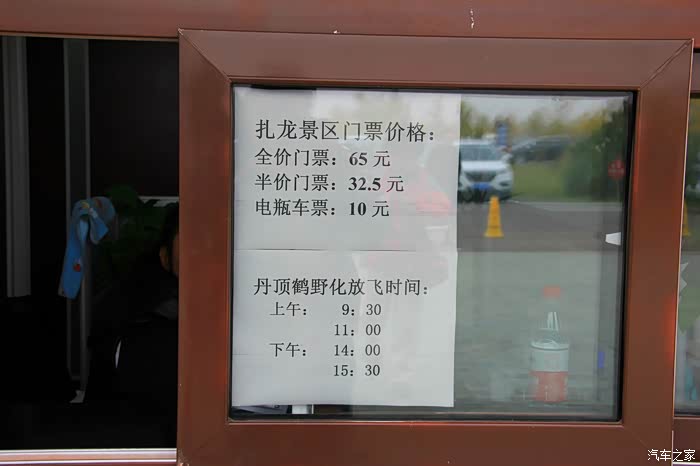 扎龙景区门票价格：
全价门票：65 元
半价门票：32.5 元
电瓶车票：10 元
丹顶鹤野化放飞时间：
上午： 9：30
11：00
下午： 14：00
15：30
汽车之家